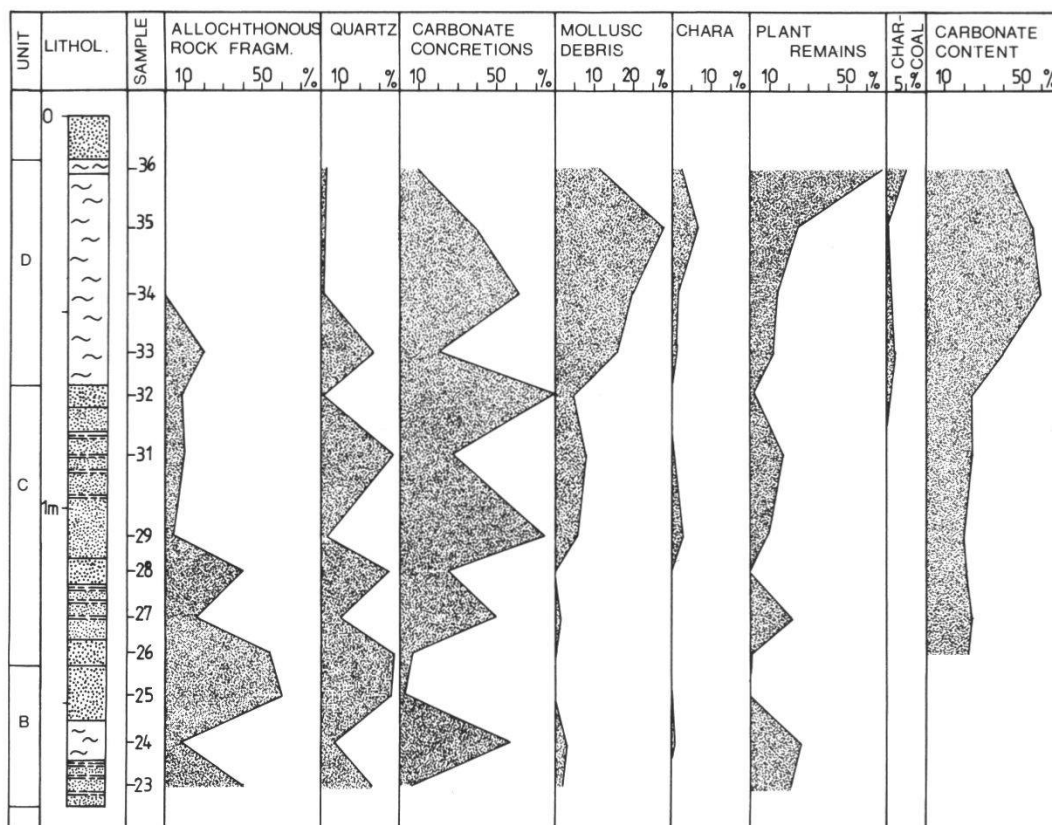 UNIT
LITHOL.
SAMPLE
ALLOCHTHONOUS
ROCK FRAGM.
10 50 %
QUARTZ
10 %
CARBONATE
CONCRETIONS
10 50 %
MOLLUSC
DEBRIS
10 20 %
CHARA
10 %
PLANT
REMAINS
10 50 %
CHAR-
COAL
5 %
CARBONATE
CONTENT
10 50 %
0
1m
D
C
B
36
35
34
33
32
31
29
28
27
26
25
24
23